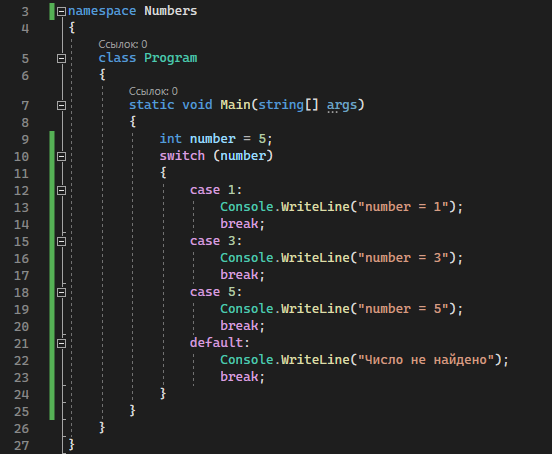 3 namespace Numbers
4 {
Ссылок: 0
5 class Program
6 {
Ссылок: 0
7 static void Main(string[] args)
8 {
9 int number = 5;
10 switch (number)
11 {
12 case 1:
13 Console.WriteLine("number = 1");
14 break;
15 case 3:
16 Console.WriteLine("number = 3");
17 break;
18 case 5:
19 Console.WriteLine("number = 5");
20 break;
21 default:
22 Console.WriteLine("Число не найдено");
23 break;
24 }
25 }
26 }
27 }